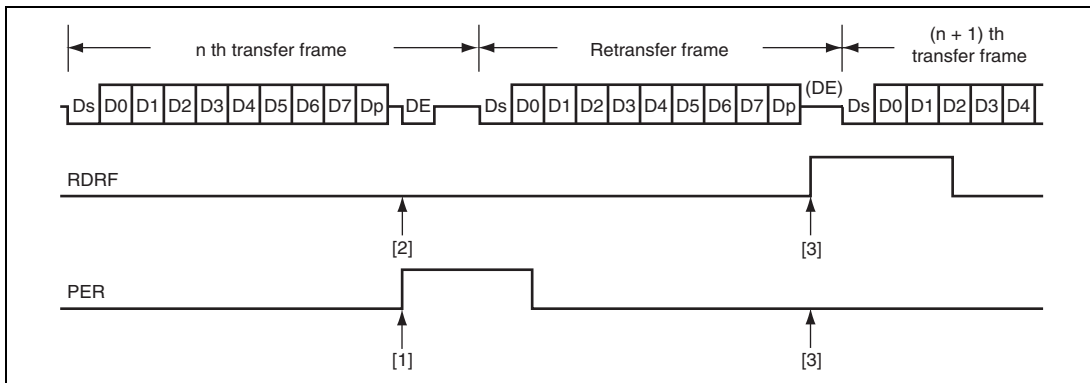 n th transfer frame
Retransfer frame
(n + 1) th
transfer frame
Ds D0 D1 D2 D3 D4 D5 D6 D7 Dp DE Ds D0 D1 D2 D3 D4 D5 D6 D7 Dp (DE) Ds D0 D1 D2 D3 D4
RDRF
[2] [3]
PER
[1] [3]